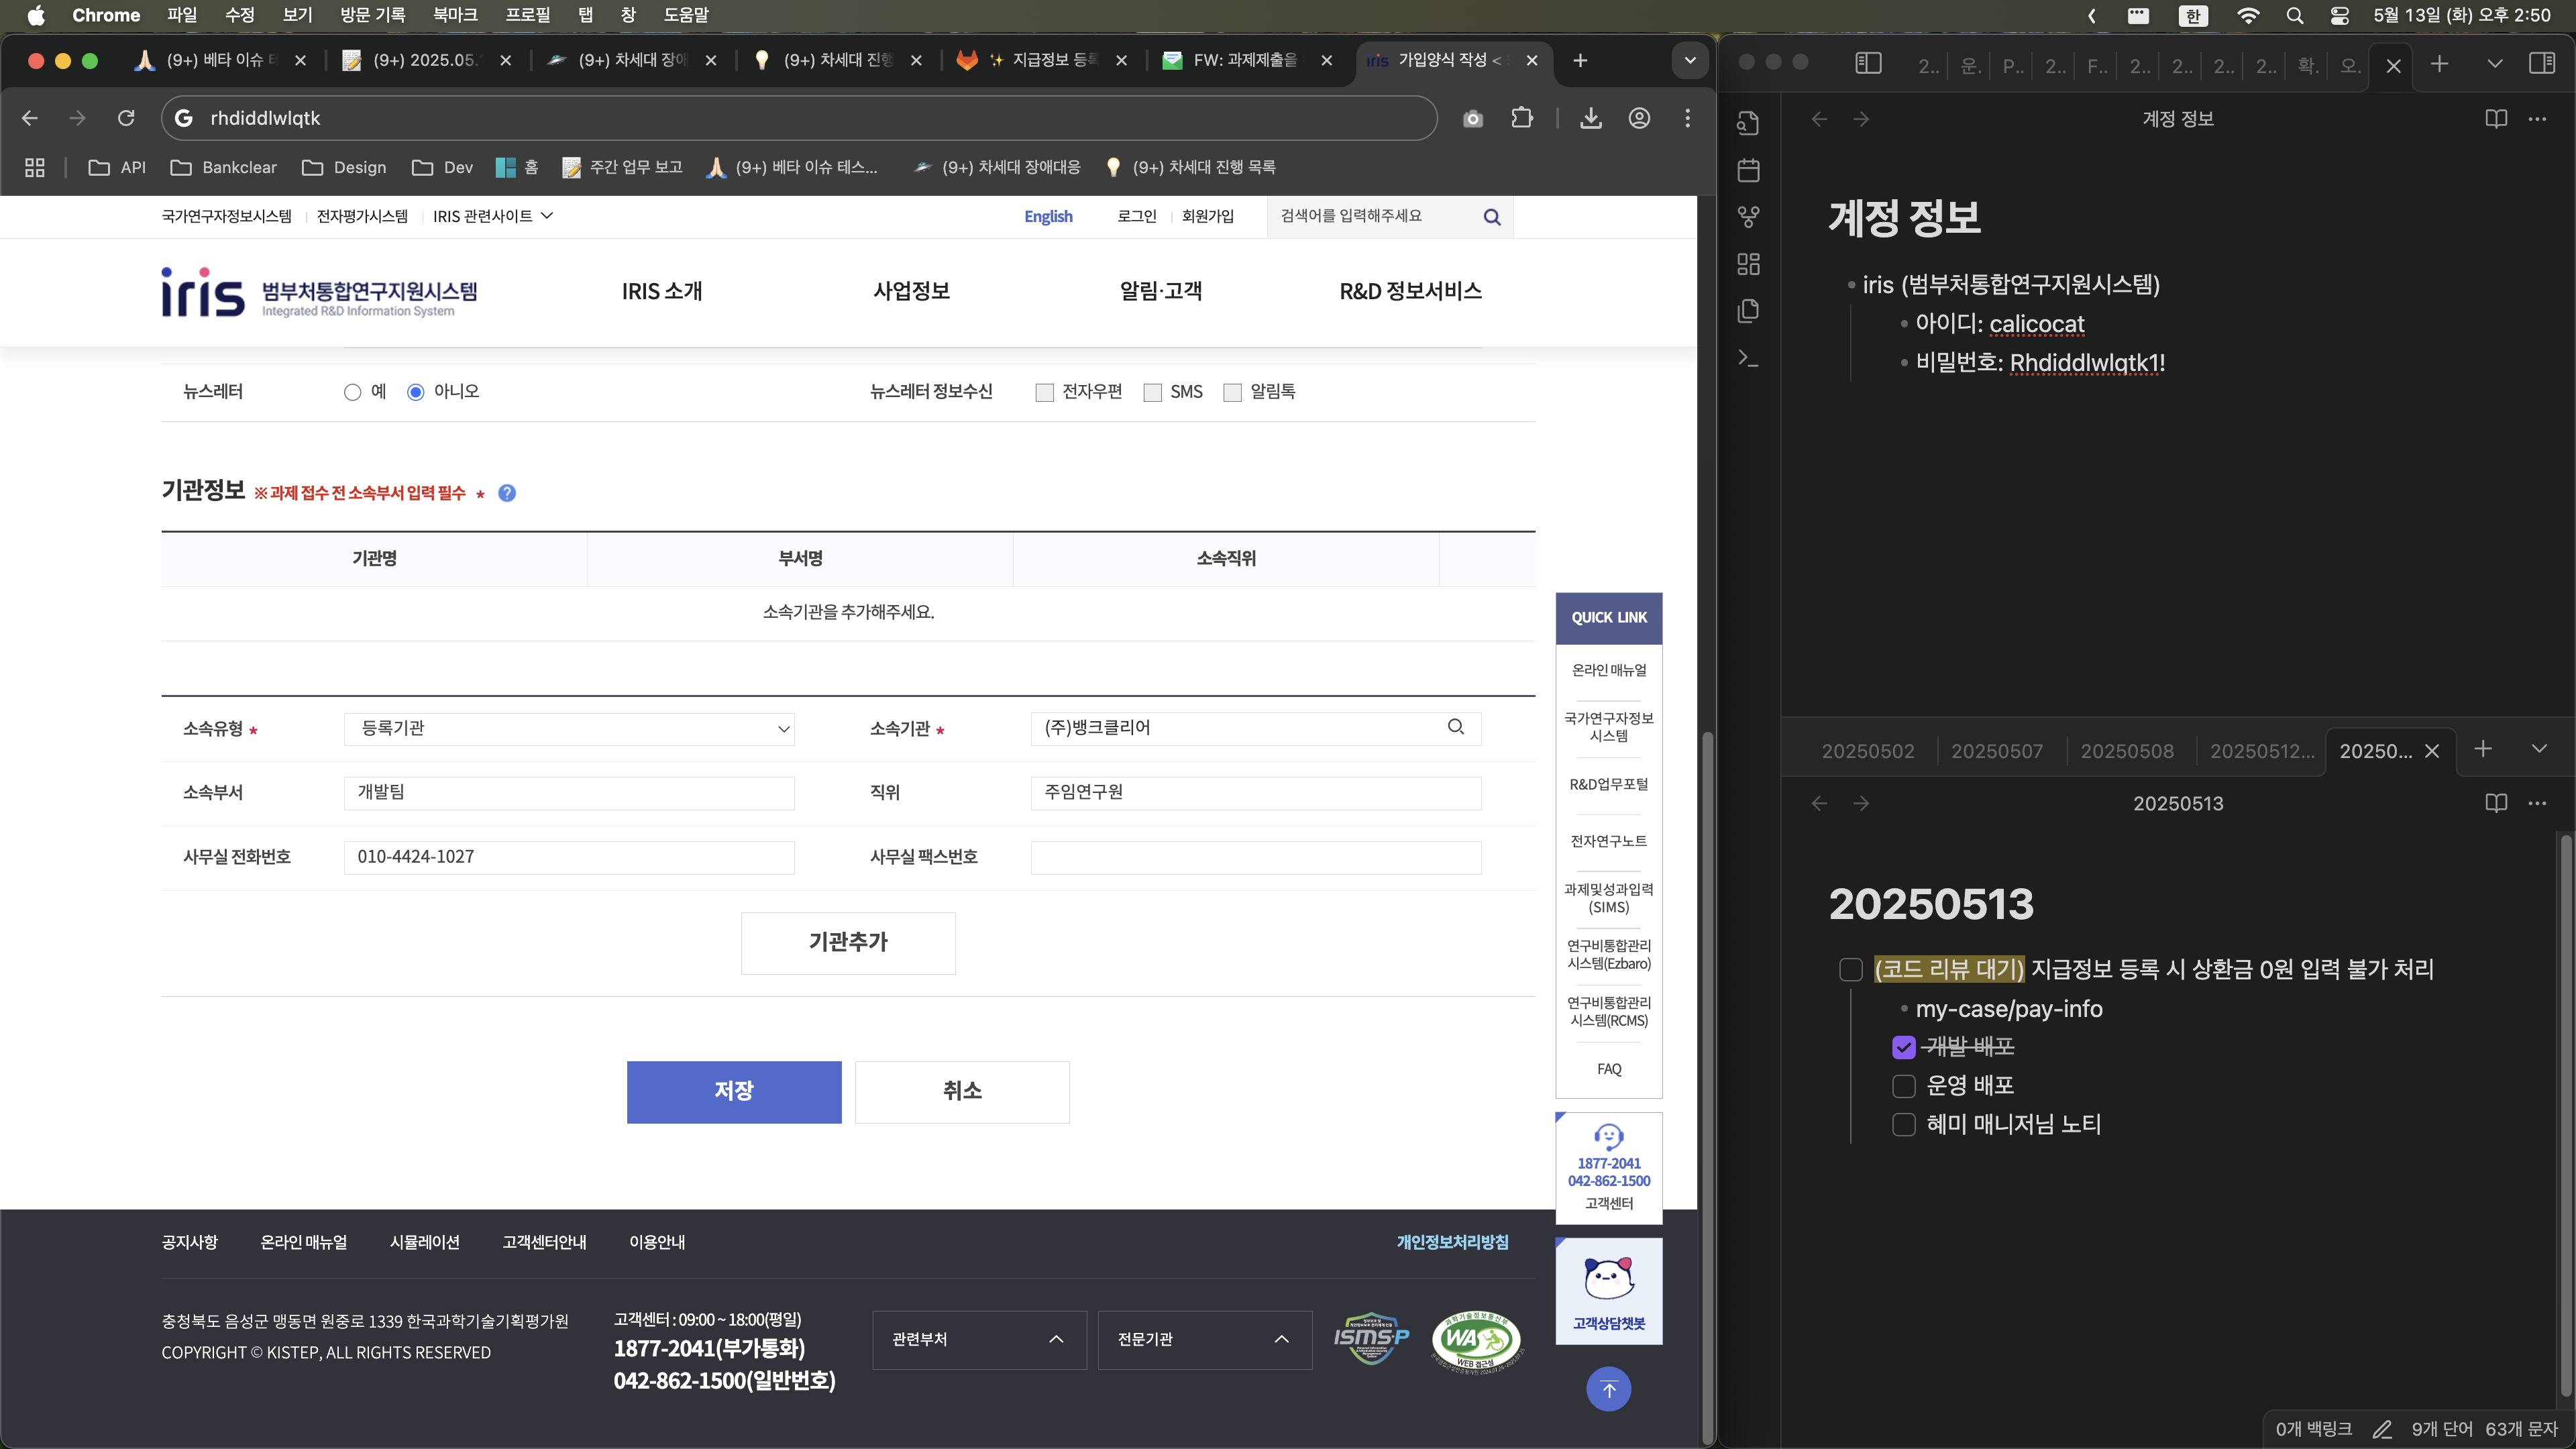 Chrome 파일 수정 보기 방문 기록 북마크 프로필 탭 창 도움말 한 5월 13일 (화) 오후 2:50
(9+) 베타 이슈 (9+) 2025.05. (9+) 차세대 장애 (9+) 차세대 진행 지급정보 등록 FW: 과제제출을 iris 가입양식 작성 <
rhdiddlwlqtk
API Bankclear Design Dev 홈 주간 업무 보고 (9+) 베타 이슈 테스... (9+) 차세대 장애대응 (9+) 차세대 진행 목록
국가연구자정보시스템 전자평가시스템 IRIS 관련사이트 English 로그인 회원가입 검색어를 입력해주세요
iris 범부처통합연구지원시스템
Integrated R&D Information System
IRIS 소개 사업정보 알림·고객 R&D 정보서비스
뉴스레터 예 아니오 뉴스레터 정보수신 전자우편 SMS 알림톡
기관정보 ※ 과제 접수 전 소속부서 입력 필수 * ?
기관명 부서명 소속직위
소속기관을 추가해주세요.
소속유형 * 등록기관 소속기관 * (주)뱅크클리어
소속부서 개발팀 직위 주임연구원
사무실 전화번호 010-4424-1027 사무실 팩스번호
기관추가
저장 취소
QUICK LINK
온라인 매뉴얼
국가연구자정보
시스템
R&D업무포털
전자연구노트
과제및성과입력
(SIMS)
연구비통합관리
시스템(Ezbaro)
연구비통합관리
시스템(RCMS)
FAQ
1877-2041
042-862-1500
고객센터
고객상담챗봇
공지사항 온라인 매뉴얼 시뮬레이션 고객센터안내 이용안내 개인정보처리방침
충청북도 음성군 맹동면 원중로 1339 한국과학기술기획평가원
COPYRIGHT © KISTEP, ALL RIGHTS RESERVED
고객센터 : 09:00 ~ 18:00(평일)
1877-2041(부가통화)
042-862-1500(일반번호)
관련부처 전문기관
ISMS-P
WA
WEB 접근성
2.. 운. P.. 2.. F.. 2.. 2.. 2.. 2.. 확. 오.
계정 정보
계정 정보
iris (범부처통합연구지원시스템)
아이디: calicocat
비밀번호: Rhdiddlwlqtk1!
20250502 20250507 20250508 20250512... 20250...
20250513
20250513
(코드 리뷰 대기) 지급정보 등록 시 상환금 0원 입력 불가 처리
my-case/pay-info
개발 배포
운영 배포
혜미 매니저님 노티
0개 백링크 9개 단어 63개 문자